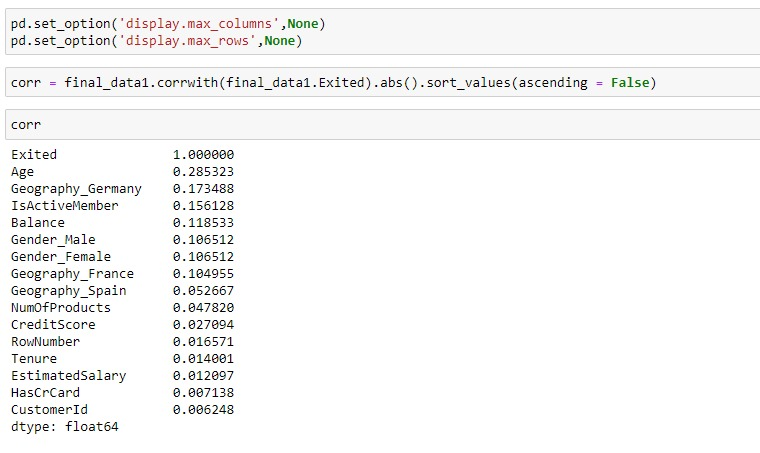 pd.set_option('display.max_columns',None)
pd.set_option('display.max_rows',None)
corr = final_data1.corrwith(final_data1.Exited).abs().sort_values(ascending = False)
corr
Exited 1.000000
Age 0.285323
Geography_Germany 0.173488
IsActiveMember 0.156128
Balance 0.118533
Gender_Male 0.106512
Gender_Female 0.106512
Geography_France 0.104955
Geography_Spain 0.052667
NumOfProducts 0.047820
CreditScore 0.027094
RowNumber 0.016571
Tenure 0.014001
EstimatedSalary 0.012097
HasCrCard 0.007138
CustomerId 0.006248
dtype: float64